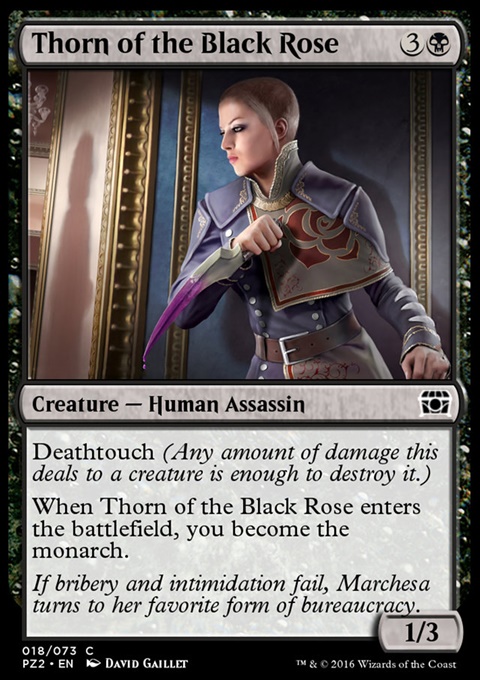 Thorn of the Black Rose 3
Creature — Human Assassin
Deathtouch (Any amount of damage this
deals to a creature is enough to destroy it.)
When Thorn of the Black Rose enters
the battlefield, you become the
monarch.
If bribery and intimidation fail, Marchesa
turns to her favorite form of bureaucracy.
1/3
018/073 C
PZ2 • EN DAVID GAILLET
™ & © 2016 Wizards of the Coast